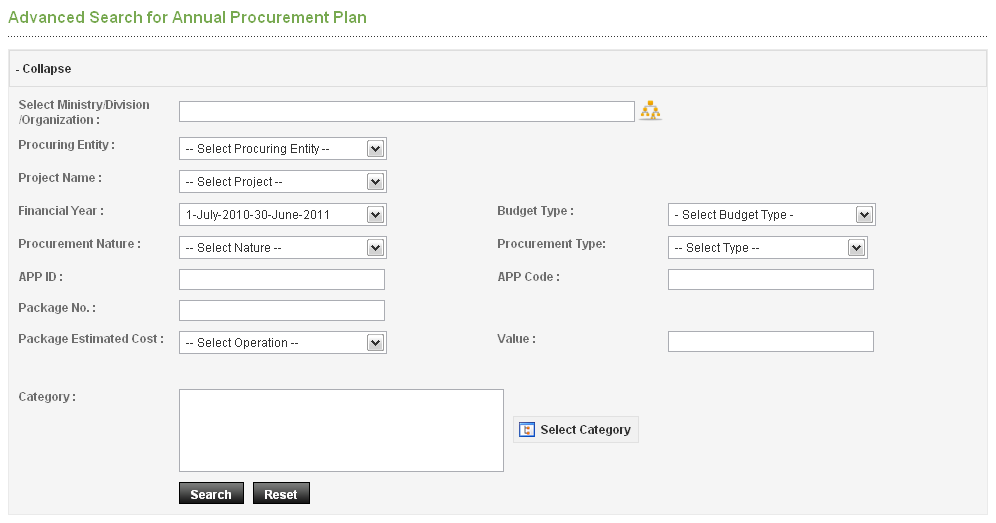 Advanced Search for Annual Procurement Plan
- Collapse
Select Ministry/Division
/Organization :
Procuring Entity :
-- Select Procuring Entity --
Project Name :
-- Select Project --
Financial Year :
1-July-2010-30-June-2011
Budget Type :
- Select Budget Type -
Procurement Nature :
-- Select Nature --
Procurement Type:
-- Select Type --
APP ID :
APP Code :
Package No. :
Package Estimated Cost :
-- Select Operation --
Value :
Category :
Select Category
Search
Reset